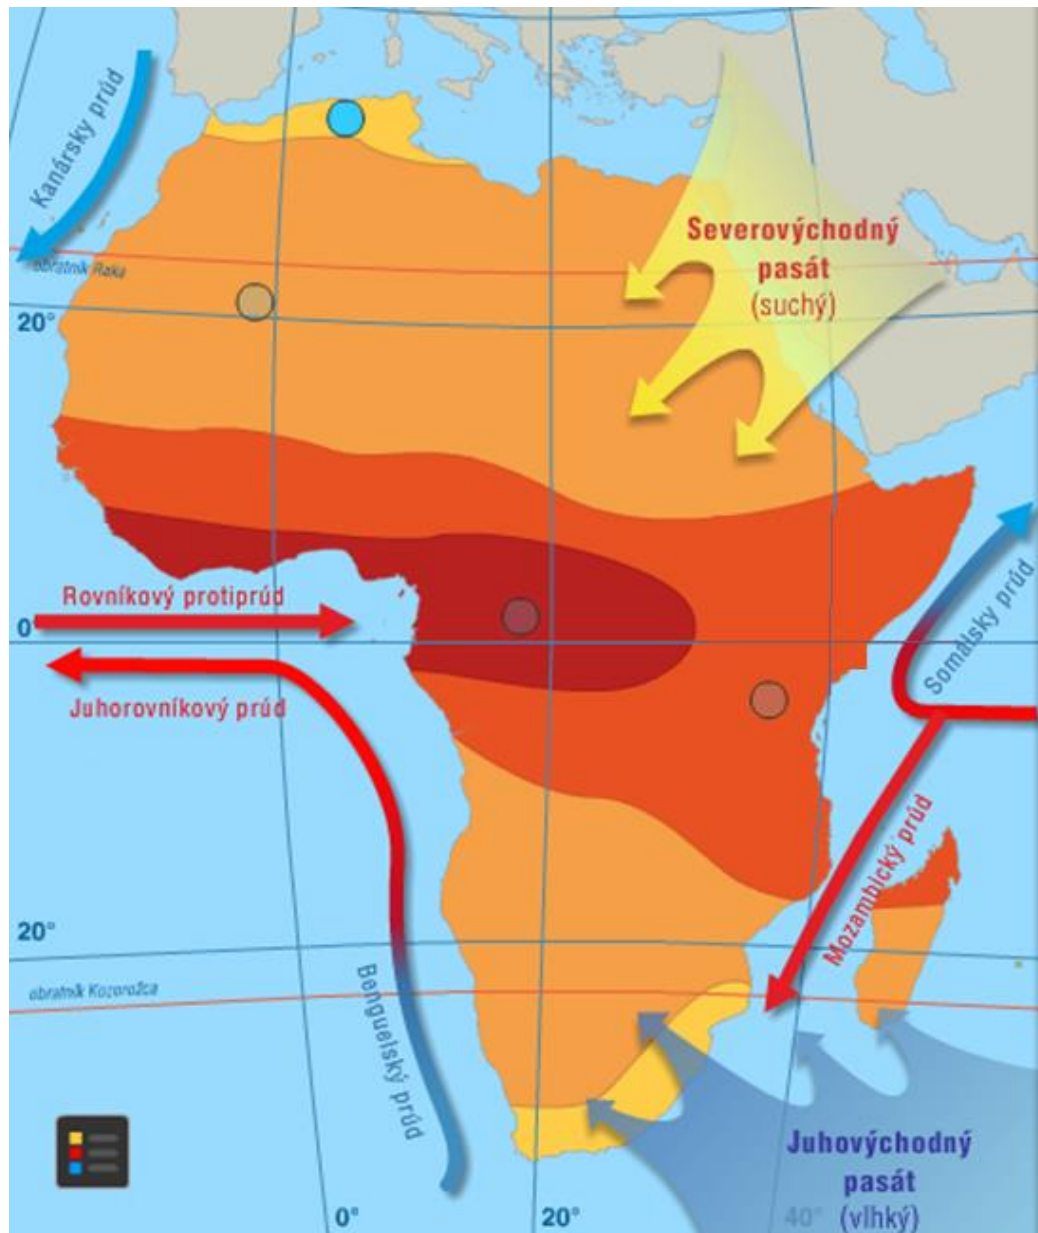 Kanársky prúd
obratník Raka
20°
Severovýchodný
pasát
(suchý)
Rovníkový protiprúd
0
Juhorovníkový prúd
Somálsky prúd
Mozambický prúd
20°
obratník Kozorožca
Benguelský prúd
Juhovýchodný
pasát
(vlhký)
0°
20°
40°